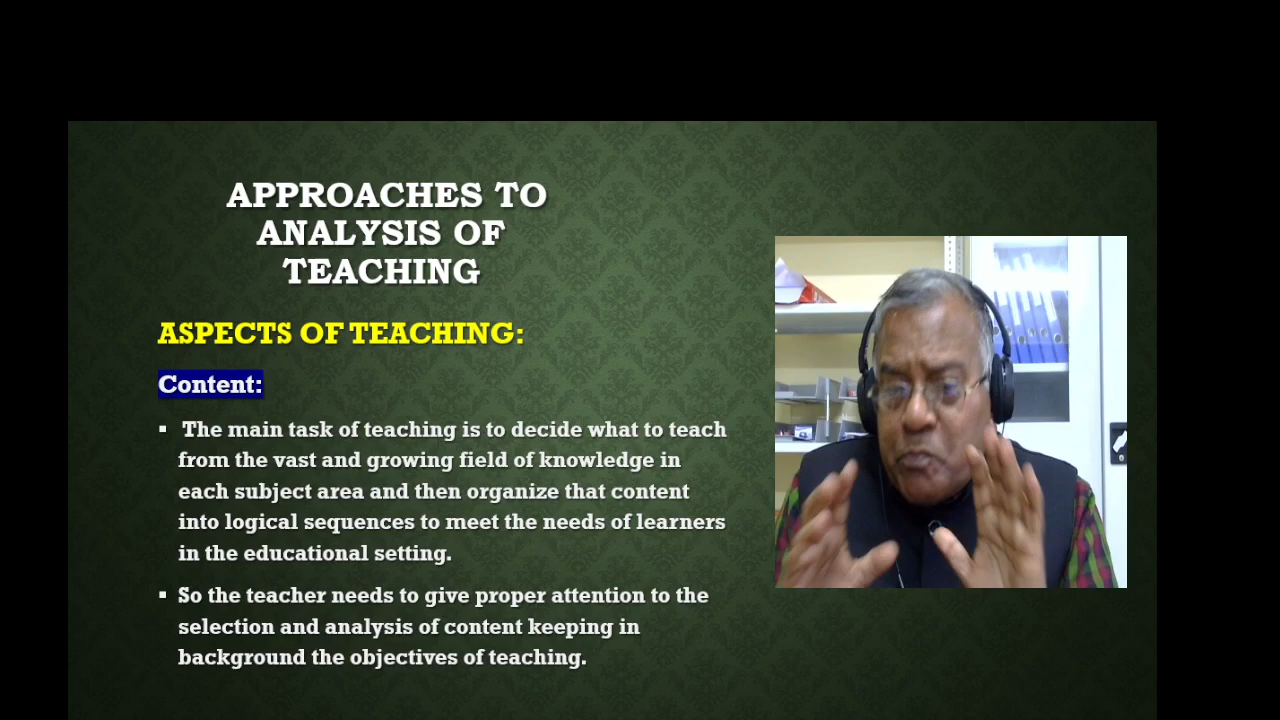 APPROACHES TO
ANALYSIS OF
TEACHING
ASPECTS OF TEACHING:
Content:
▪ The main task of teaching is to decide what to teach
from the vast and growing field of knowledge in
each subject area and then organize that content
into logical sequences to meet the needs of learners
in the educational setting.
▪ So the teacher needs to give proper attention to the
selection and analysis of content keeping in
background the objectives of teaching.